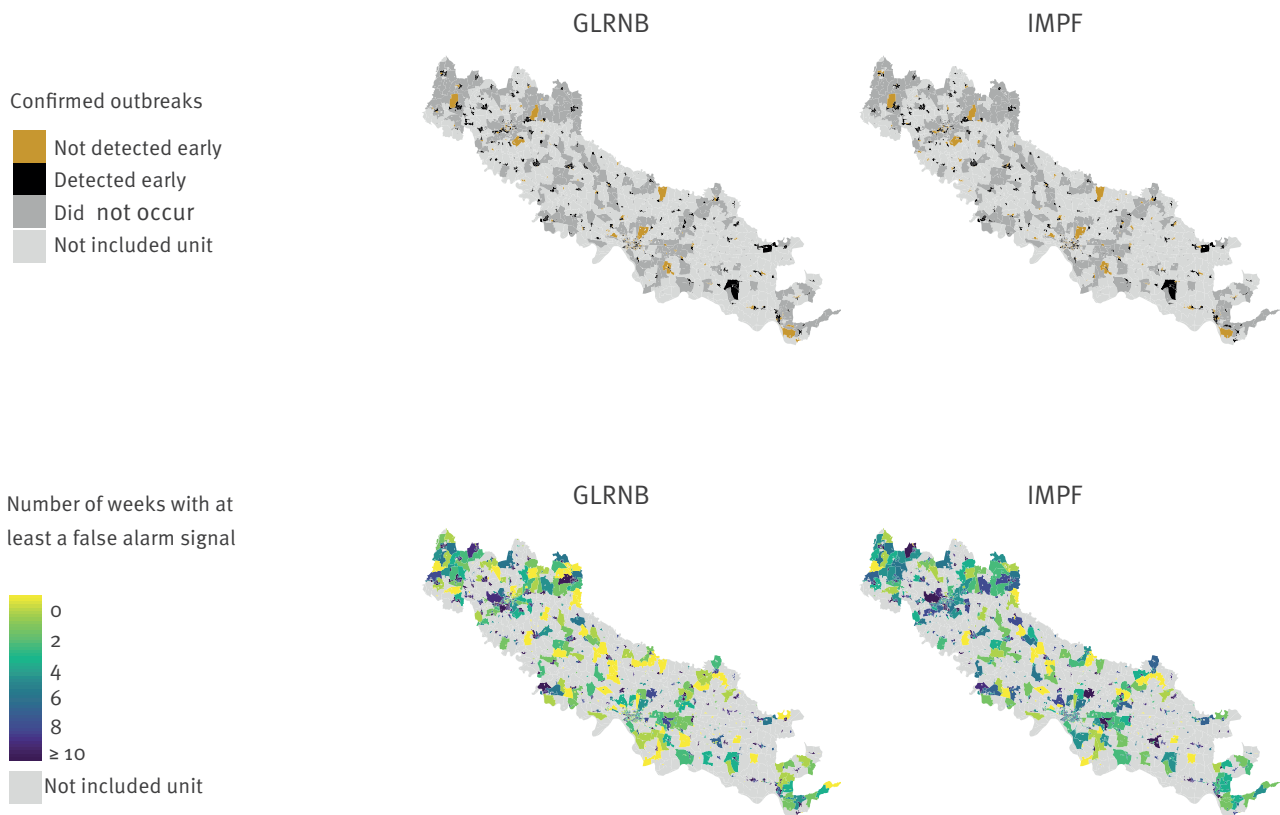 GLRNB
IMPF
Confirmed outbreaks
Not detected early
Detected early
Did not occur
Not included unit
GLRNB
IMPF
Number of weeks with at
least a false alarm signal
0
2
4
6
8
≥ 10
Not included unit